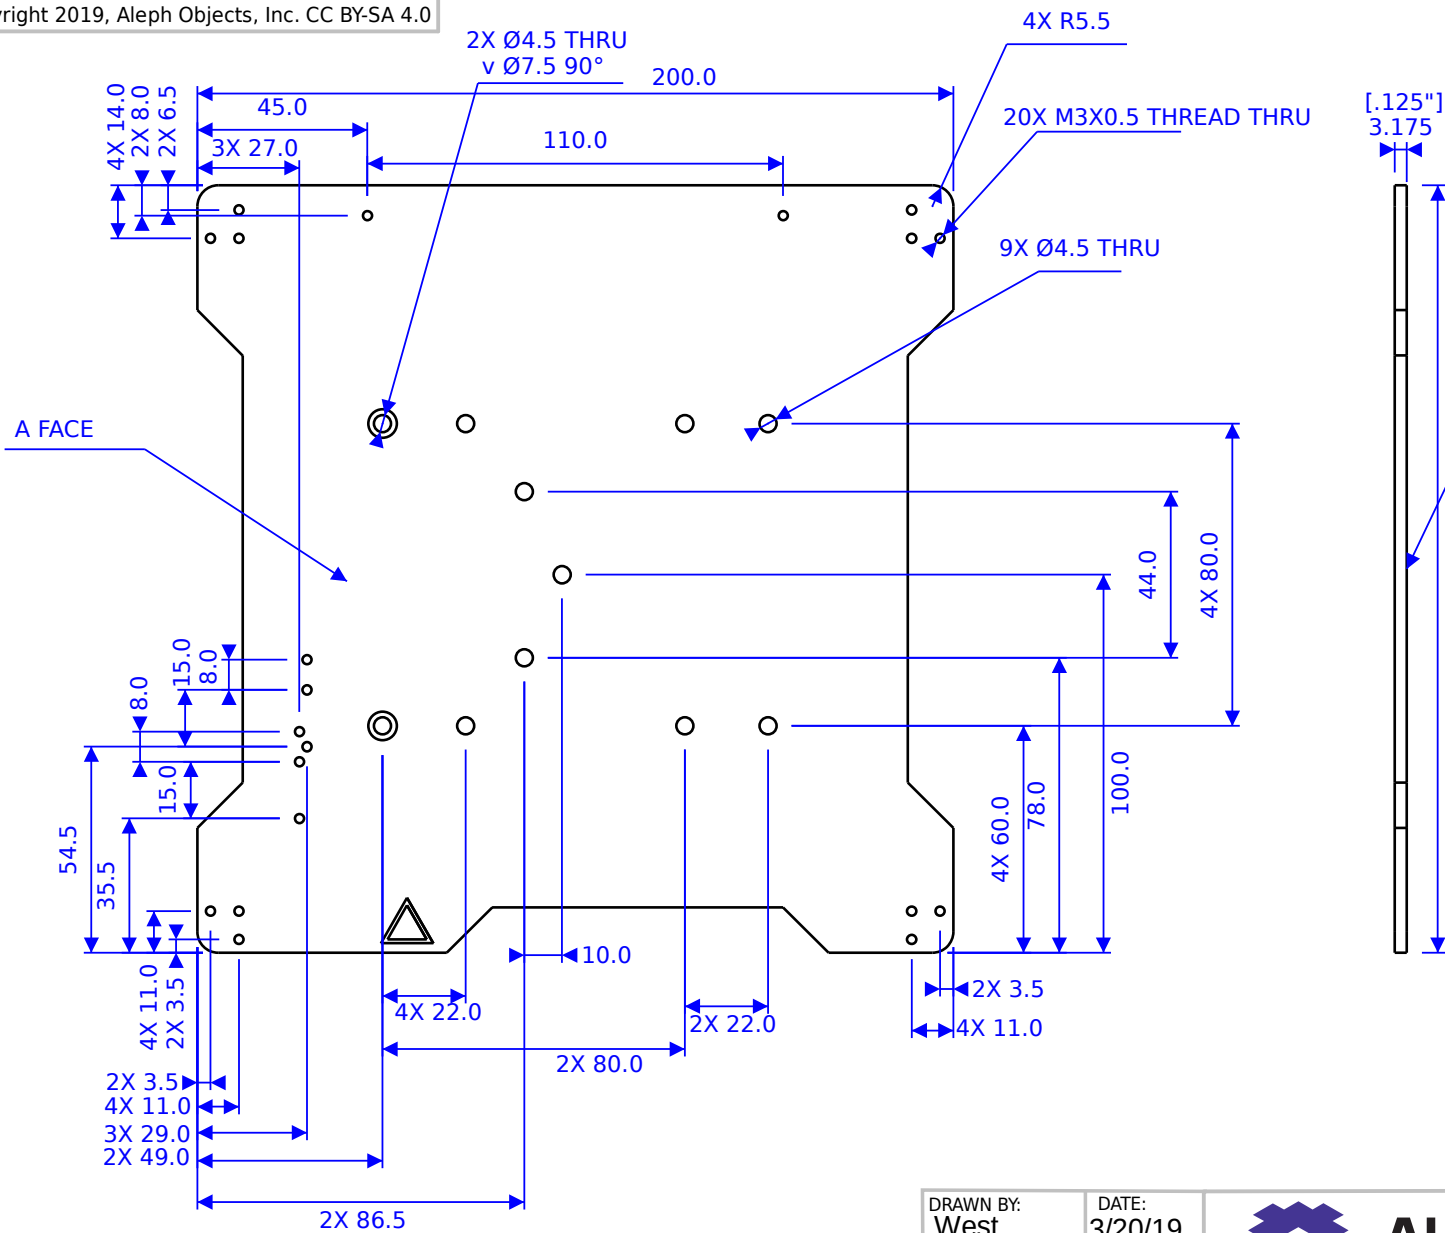 right 2019, Aleph Objects, Inc. CC BY-SA 4.0
2X Ø4.5 THRU
v Ø7.5 90°
4X R5.5
200.0
45.0
3X 27.0
110.0
4X 14.0
2X 8.0
2X 6.5
20X M3X0.5 THREAD THRU
[.125"]
3.175
9X Ø4.5 THRU
A FACE
44.0
4X 80.0
15.0
8.0
8.0
15.0
54.5
35.5
100.0
78.0
4X 60.0
10.0
4X 11.0
2X 3.5
4X 22.0
2X 22.0
2X 3.5
4X 11.0
2X 80.0
2X 3.5
4X 11.0
3X 29.0
2X 49.0
2X 86.5
DRAWN BY:
West
DATE:
3/20/19